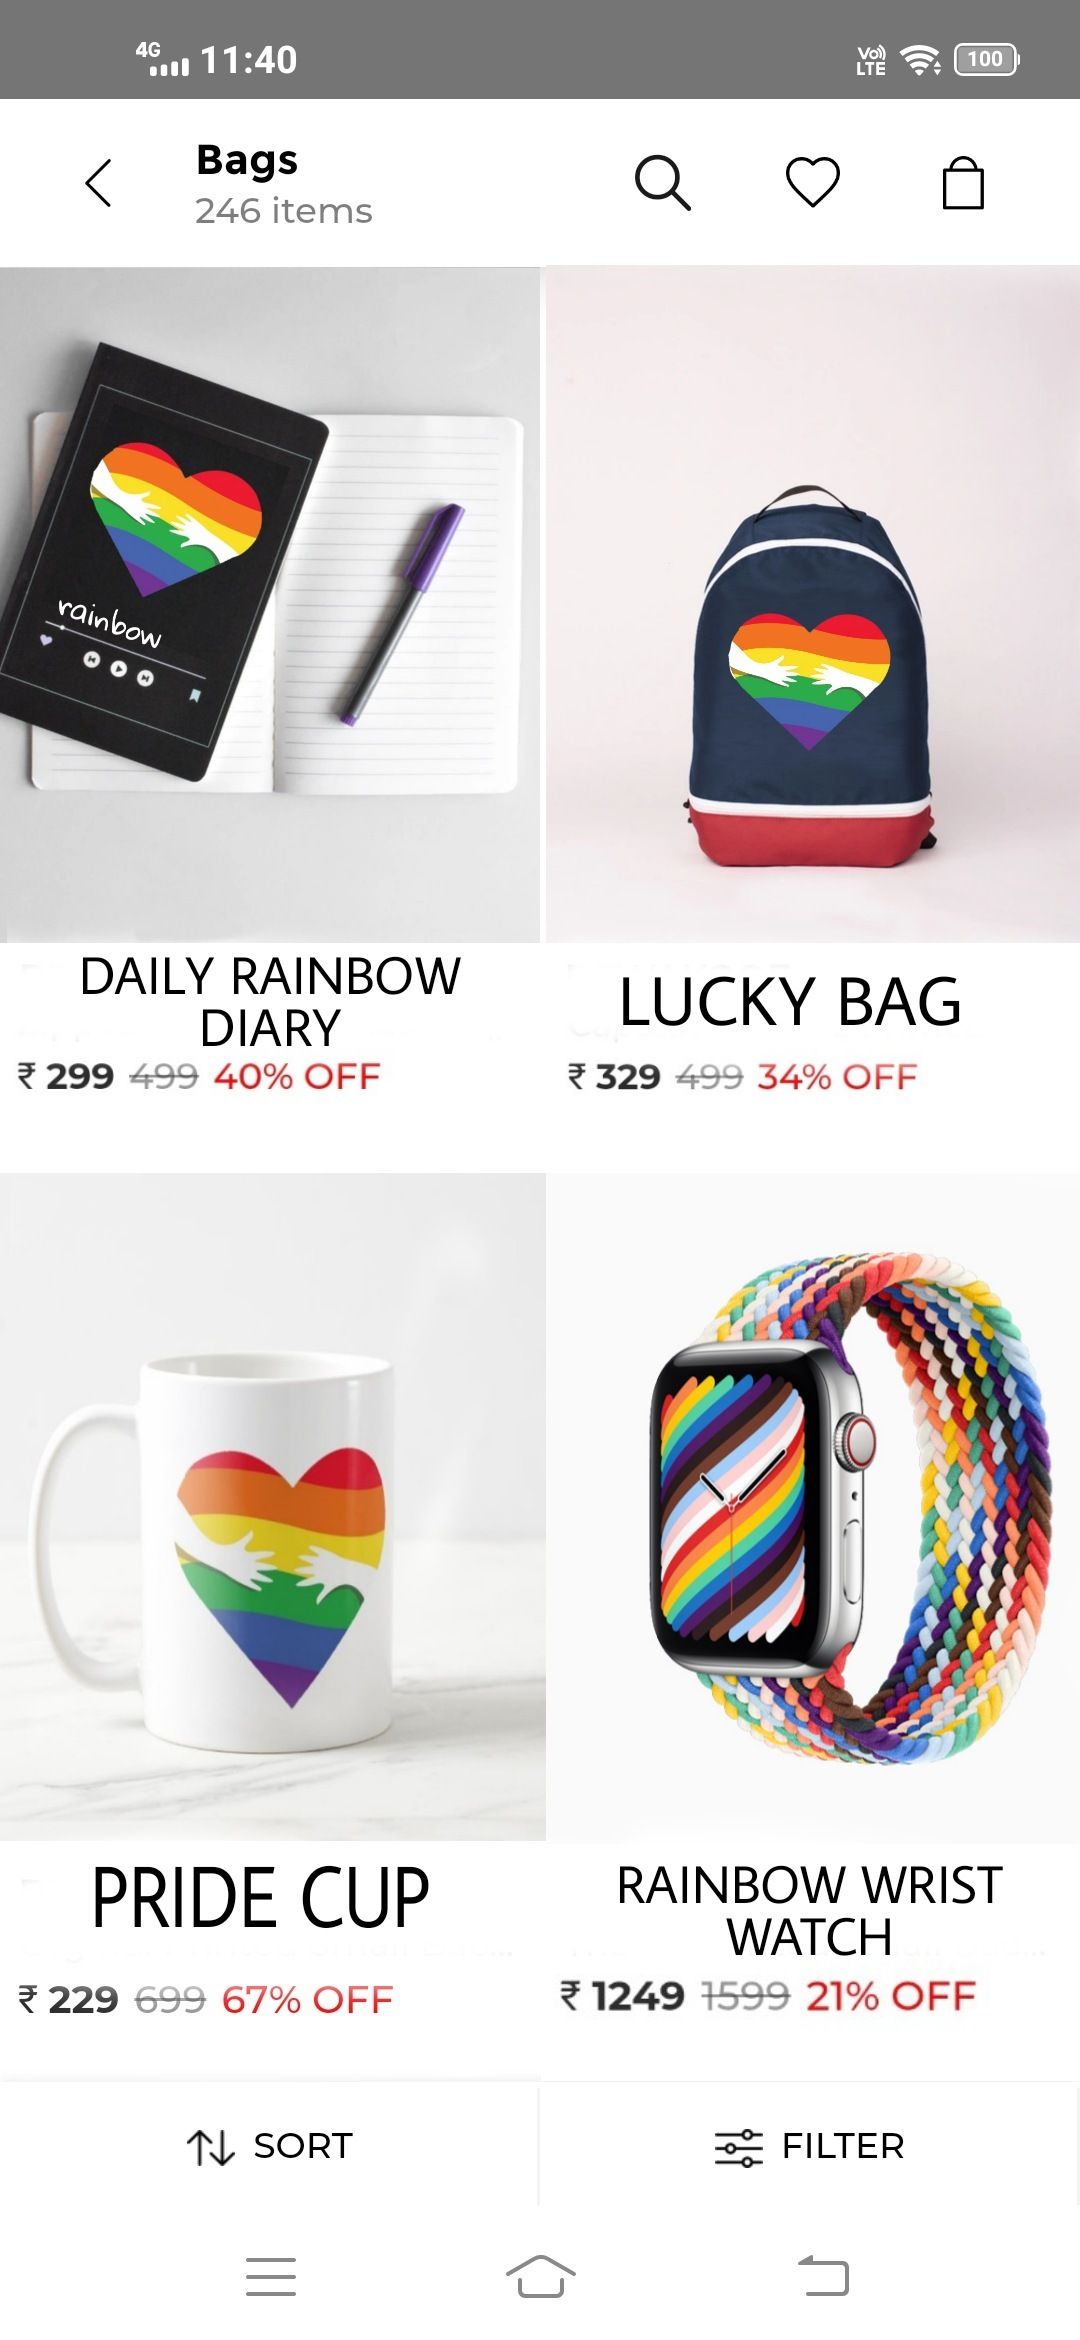 4G 11:40 Vo) LTE 100
Bags
246 items
rainbow
DAILY RAINBOW
DIARY
₹ 299 499 40% OFF
LUCKY BAG
₹ 329 499 34% OFF
PRIDE CUP
₹ 229 699 67% OFF
RAINBOW WRIST
WATCH
₹ 1249 1599 21% OFF
SORT
FILTER